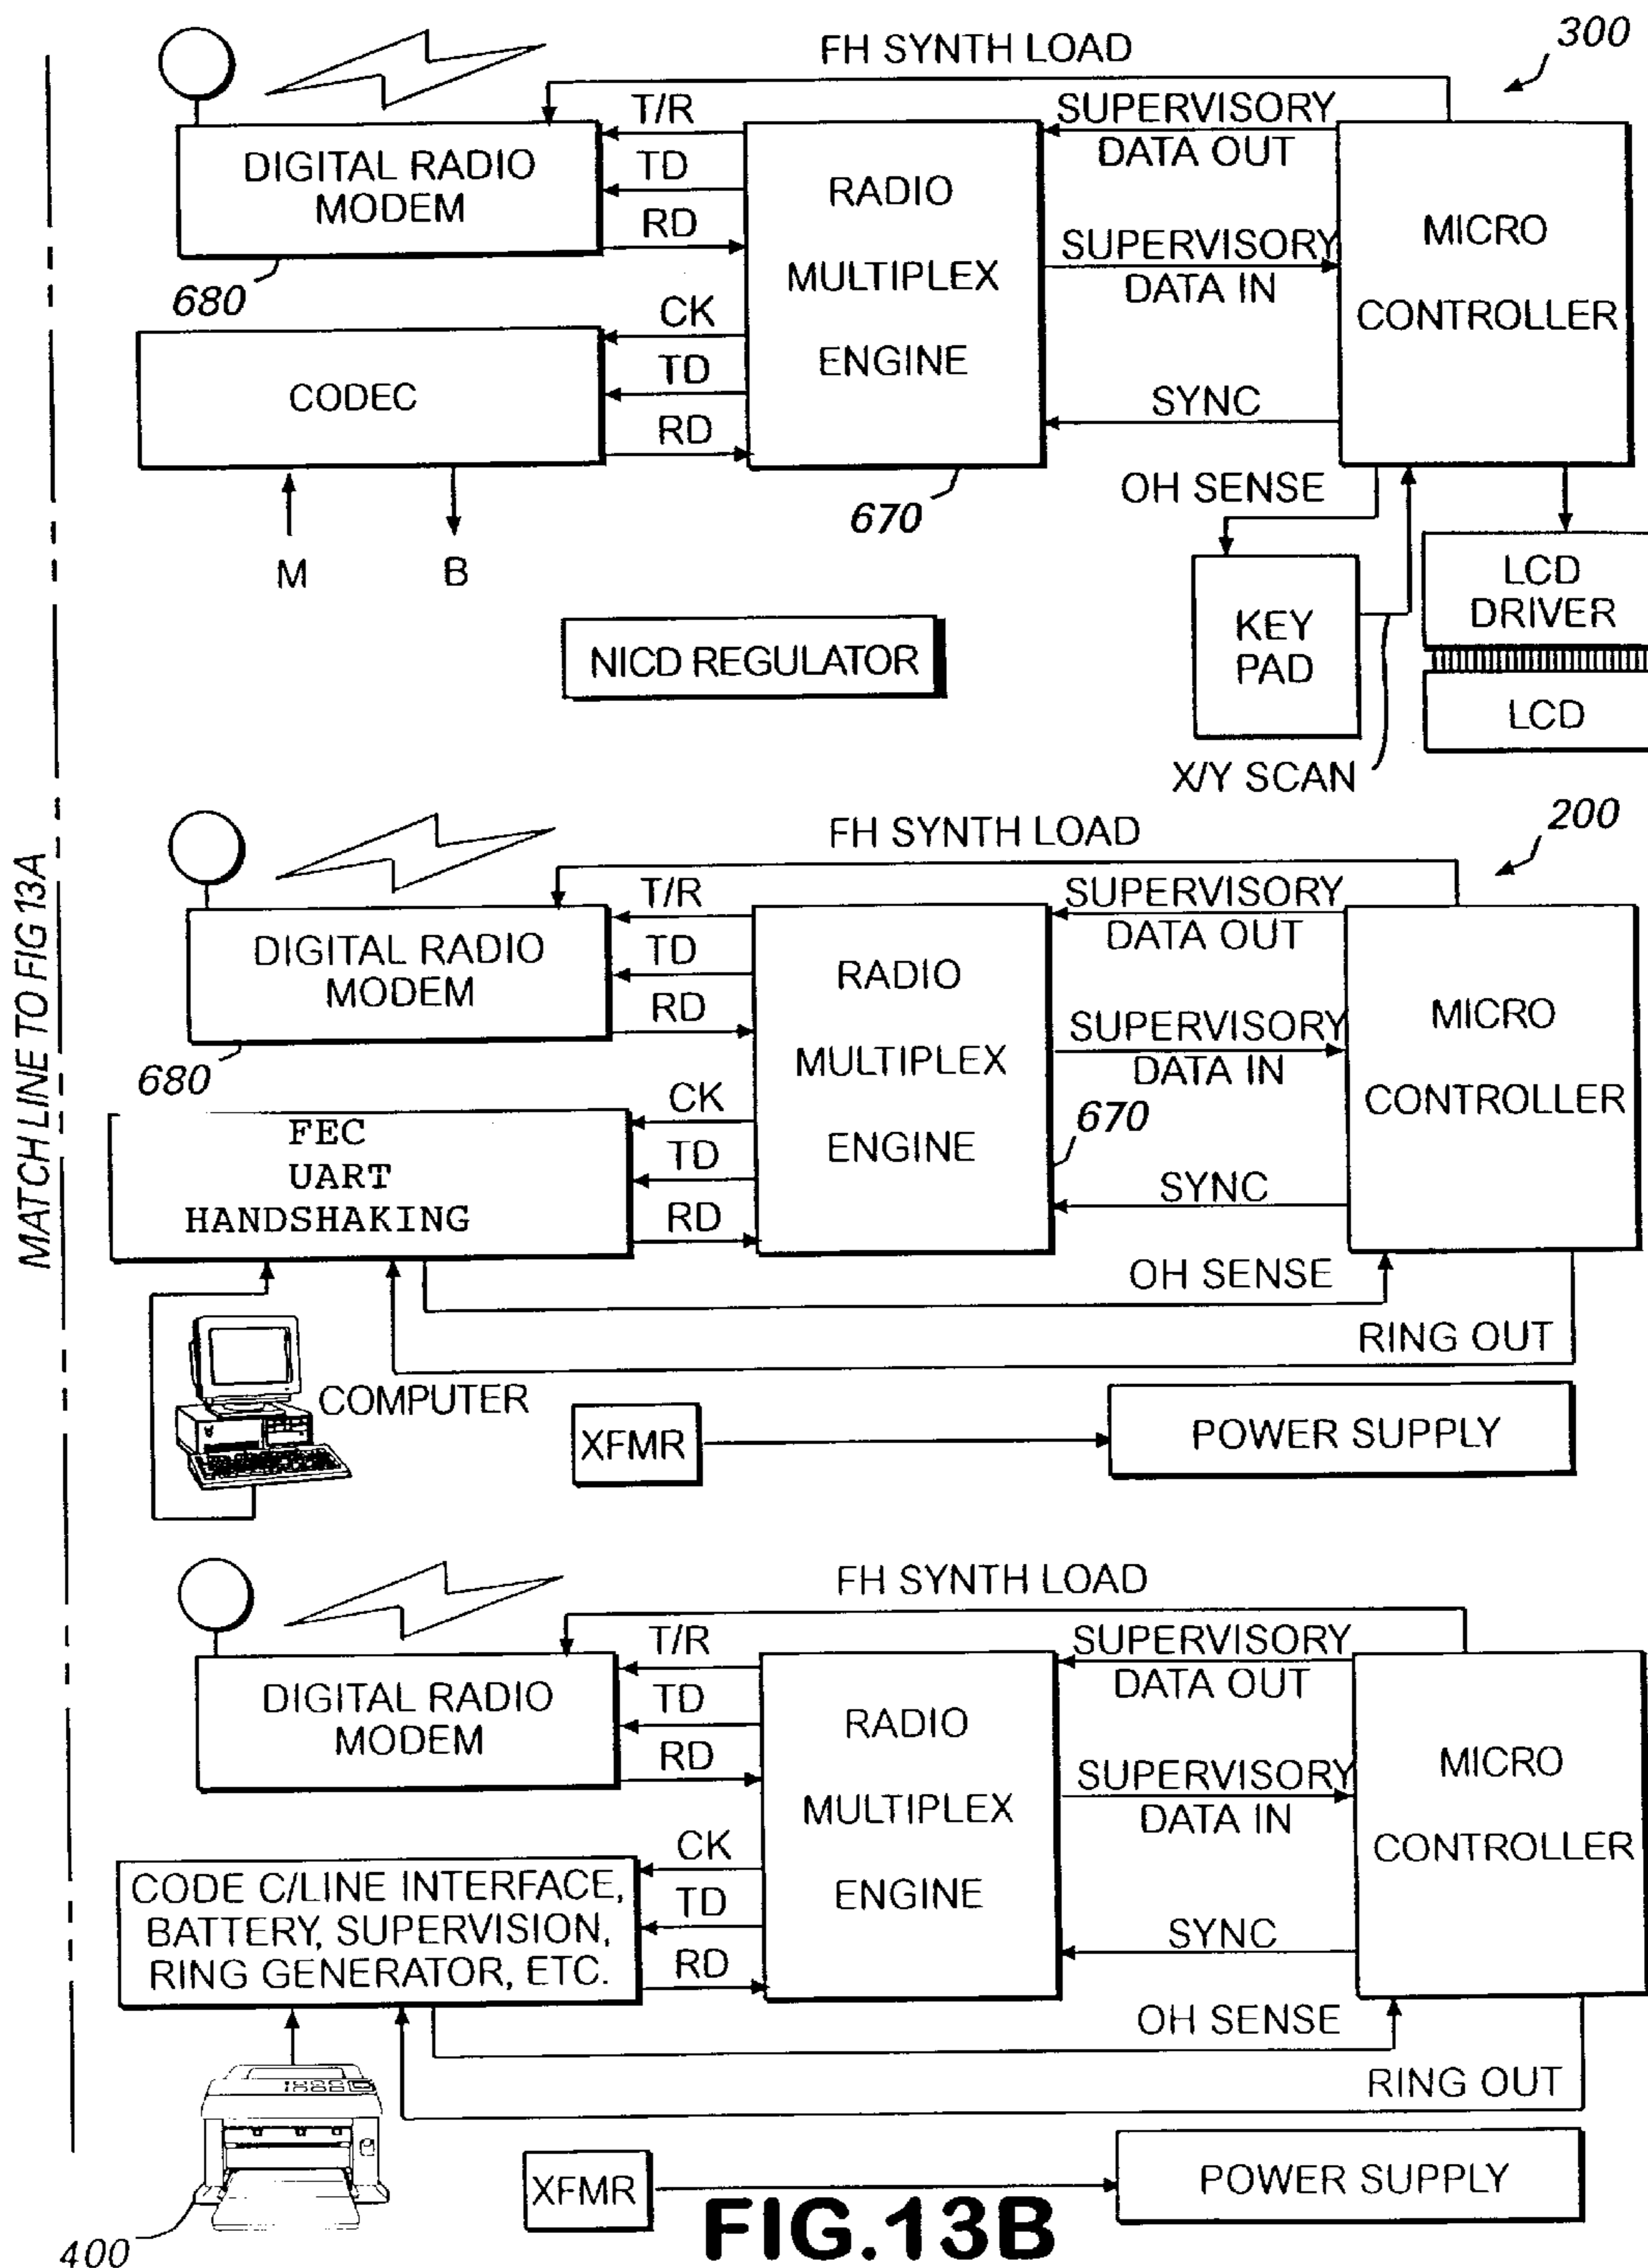 MATCH LINE TO FIG 13A
300
FH SYNTH LOAD
T/R
TD
RD
DIGITAL RADIO
MODEM
680
CK
TD
RD
CODEC
M
B
RADIO
MULTIPLEX
ENGINE
670
SUPERVISORY
DATA OUT
SUPERVISORY
DATA IN
SYNC
MICRO
CONTROLLER
OH SENSE
KEY
PAD
X/Y SCAN
LCD
DRIVER
LCD
NICD REGULATOR
200
FH SYNTH LOAD
T/R
TD
RD
DIGITAL RADIO
MODEM
680
CK
TD
RD
FEC
UART
HANDSHAKING
RADIO
MULTIPLEX
ENGINE
670
SUPERVISORY
DATA OUT
SUPERVISORY
DATA IN
SYNC
MICRO
CONTROLLER
OH SENSE
RING OUT
COMPUTER
XFMR
POWER SUPPLY
FH SYNTH LOAD
T/R
TD
RD
DIGITAL RADIO
MODEM
CK
TD
RD
CODE C/LINE INTERFACE,
BATTERY, SUPERVISION,
RING GENERATOR, ETC.
RADIO
MULTIPLEX
ENGINE
SUPERVISORY
DATA OUT
SUPERVISORY
DATA IN
SYNC
MICRO
CONTROLLER
OH SENSE
RING OUT
400
XFMR
POWER SUPPLY
FIG.13B